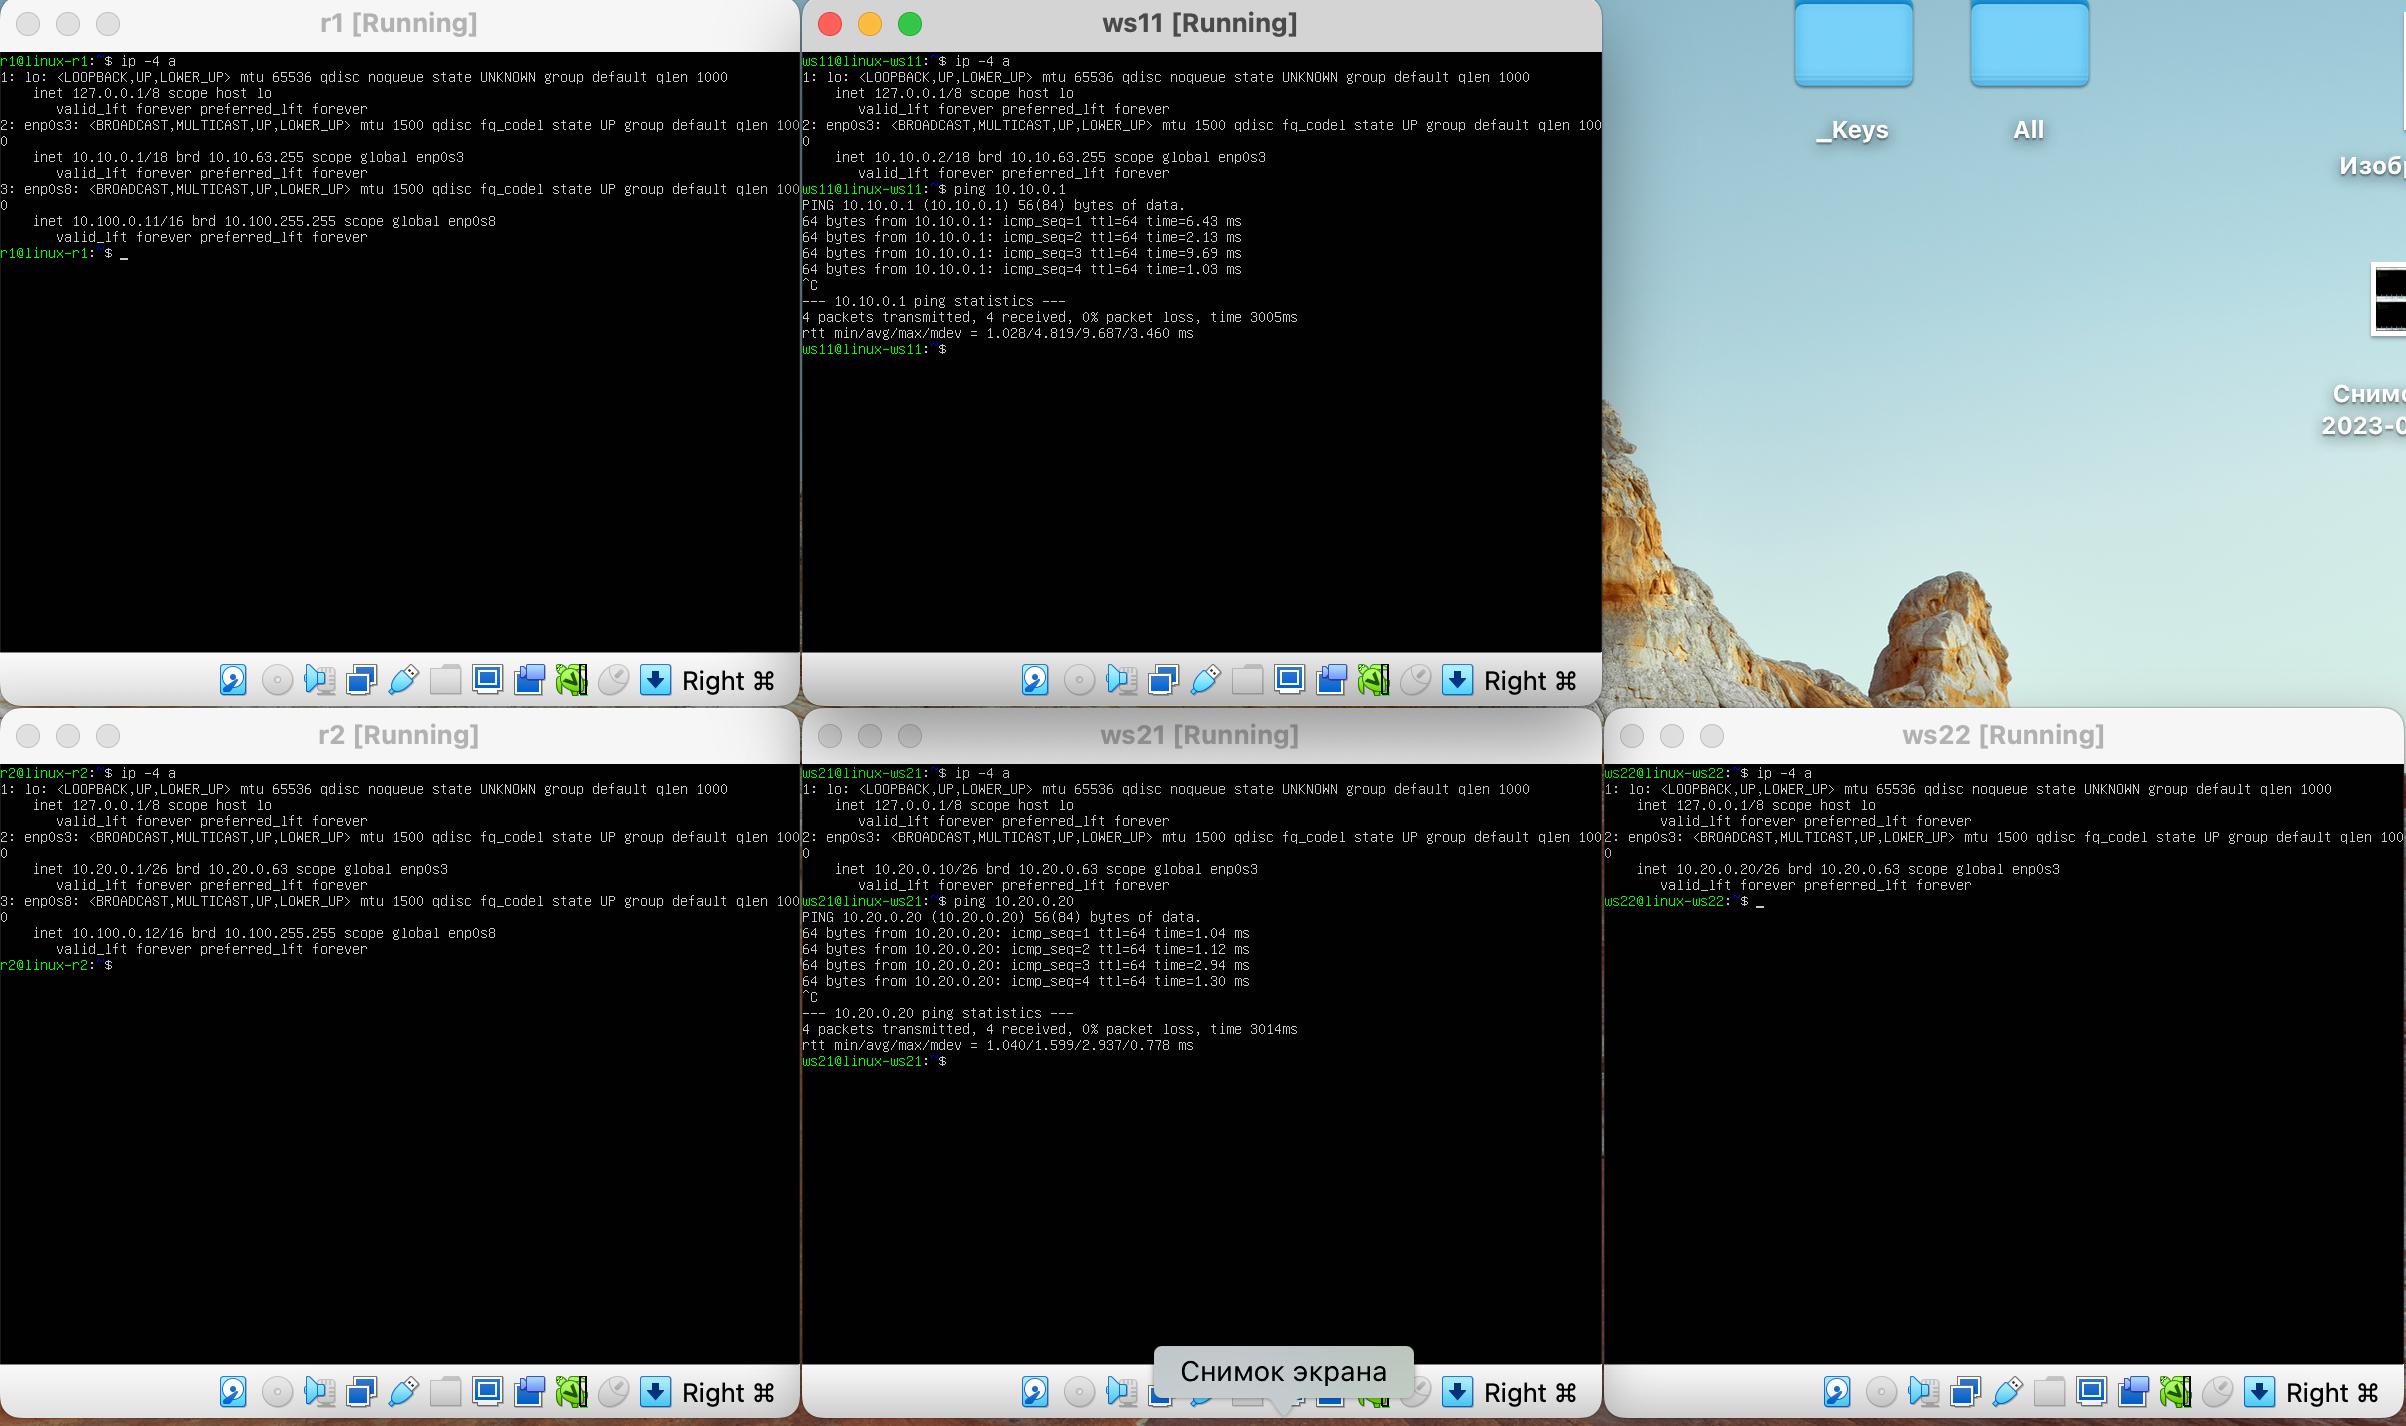 r1 [Running]
r1@linux-r1:~$ ip -4 a
1: lo: <LOOPBACK,UP,LOWER_UP> mtu 65536 qdisc noqueue state UNKNOWN group default qlen 1000
inet 127.0.0.1/8 scope host lo
valid_lft forever preferred_lft forever
2: enp0s3: <BROADCAST,MULTICAST,UP,LOWER_UP> mtu 1500 qdisc fq_codel state UP group default qlen 100
0
inet 10.10.0.1/18 brd 10.10.63.255 scope global enp0s3
valid_lft forever preferred_lft forever
3: enp0s8: <BROADCAST,MULTICAST,UP,LOWER_UP> mtu 1500 qdisc fq_codel state UP group default qlen 100
0
inet 10.100.0.11/16 brd 10.100.255.255 scope global enp0s8
valid_lft forever preferred_lft forever
r1@linux-r1:~$ _
Right ⌘
ws11 [Running]
ws11@linux-ws11:~$ ip -4 a
1: lo: <LOOPBACK,UP,LOWER_UP> mtu 65536 qdisc noqueue state UNKNOWN group default qlen 1000
inet 127.0.0.1/8 scope host lo
valid_lft forever preferred_lft forever
2: enp0s3: <BROADCAST,MULTICAST,UP,LOWER_UP> mtu 1500 qdisc fq_codel state UP group default qlen 100
0
inet 10.10.0.2/18 brd 10.10.63.255 scope global enp0s3
valid_lft forever preferred_lft forever
ws11@linux-ws11:~$ ping 10.10.0.1
PING 10.10.0.1 (10.10.0.1) 56(84) bytes of data.
64 bytes from 10.10.0.1: icmp_seq=1 ttl=64 time=6.43 ms
64 bytes from 10.10.0.1: icmp_seq=2 ttl=64 time=2.13 ms
64 bytes from 10.10.0.1: icmp_seq=3 ttl=64 time=9.69 ms
64 bytes from 10.10.0.1: icmp_seq=4 ttl=64 time=1.03 ms
^C
--- 10.10.0.1 ping statistics ---
4 packets transmitted, 4 received, 0% packet loss, time 3005ms
rtt min/avg/max/mdev = 1.028/4.819/9.687/3.460 ms
ws11@linux-ws11:~$
Right ⌘
_Keys
All
2023-0
r2 [Running]
r2@linux-r2:~$ ip -4 a
1: lo: <LOOPBACK,UP,LOWER_UP> mtu 65536 qdisc noqueue state UNKNOWN group default qlen 1000
inet 127.0.0.1/8 scope host lo
valid_lft forever preferred_lft forever
2: enp0s3: <BROADCAST,MULTICAST,UP,LOWER_UP> mtu 1500 qdisc fq_codel state UP group default qlen 100
0
inet 10.20.0.1/26 brd 10.20.0.63 scope global enp0s3
valid_lft forever preferred_lft forever
3: enp0s8: <BROADCAST,MULTICAST,UP,LOWER_UP> mtu 1500 qdisc fq_codel state UP group default qlen 100
0
inet 10.100.0.12/16 brd 10.100.255.255 scope global enp0s8
valid_lft forever preferred_lft forever
r2@linux-r2:~$
Right ⌘
ws21 [Running]
ws21@linux-ws21:~$ ip -4 a
1: lo: <LOOPBACK,UP,LOWER_UP> mtu 65536 qdisc noqueue state UNKNOWN group default qlen 1000
inet 127.0.0.1/8 scope host lo
valid_lft forever preferred_lft forever
2: enp0s3: <BROADCAST,MULTICAST,UP,LOWER_UP> mtu 1500 qdisc fq_codel state UP group default qlen 100
0
inet 10.20.0.10/26 brd 10.20.0.63 scope global enp0s3
valid_lft forever preferred_lft forever
ws21@linux-ws21:~$ ping 10.20.0.20
PING 10.20.0.20 (10.20.0.20) 56(84) bytes of data.
64 bytes from 10.20.0.20: icmp_seq=1 ttl=64 time=1.04 ms
64 bytes from 10.20.0.20: icmp_seq=2 ttl=64 time=1.12 ms
64 bytes from 10.20.0.20: icmp_seq=3 ttl=64 time=2.94 ms
64 bytes from 10.20.0.20: icmp_seq=4 ttl=64 time=1.30 ms
^C
--- 10.20.0.20 ping statistics ---
4 packets transmitted, 4 received, 0% packet loss, time 3014ms
rtt min/avg/max/mdev = 1.040/1.599/2.937/0.778 ms
ws21@linux-ws21:~$
Снимок экрана
Right ⌘
ws22 [Running]
ws22@linux-ws22:~$ ip -4 a
1: lo: <LOOPBACK,UP,LOWER_UP> mtu 65536 qdisc noqueue state UNKNOWN group default qlen 1000
inet 127.0.0.1/8 scope host lo
valid_lft forever preferred_lft forever
2: enp0s3: <BROADCAST,MULTICAST,UP,LOWER_UP> mtu 1500 qdisc fq_codel state UP group default qlen 100
0
inet 10.20.0.20/26 brd 10.20.0.63 scope global enp0s3
valid_lft forever preferred_lft forever
ws22@linux-ws22:~$ _
Right ⌘